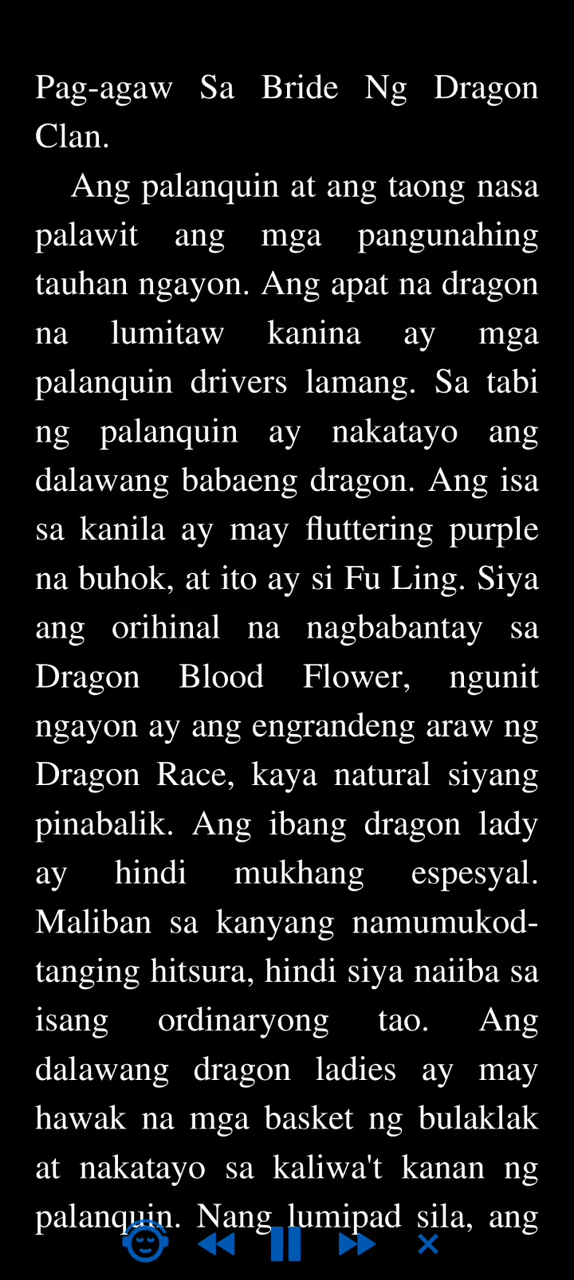 Pag-agaw Sa Bride Ng Dragon
Clan.
Ang palanquin at ang taong nasa
palawit ang mga pangunahing
tauhan ngayon. Ang apat na dragon
na lumitaw kanina ay mga
palanquin drivers lamang. Sa tabi
ng palanquin ay nakatayo ang
dalawang babaeng dragon. Ang isa
sa kanila ay may fluttering purple
na buhok, at ito ay si Fu Ling. Siya
ang orihinal na nagbabantay sa
Dragon Blood Flower, ngunit
ngayon ay ang engrandeng araw ng
Dragon Race, kaya natural siyang
pinabalik. Ang ibang dragon lady
ay hindi mukhang espesyal.
Maliban sa kanyang namumukod-
tanging hitsura, hindi siya naiiba sa
isang ordinaryong tao. Ang
dalawang dragon ladies ay may
hawak na mga basket ng bulaklak
at nakatayo sa kaliwa't kanan ng
palanquin. Nang lumipad sila, ang